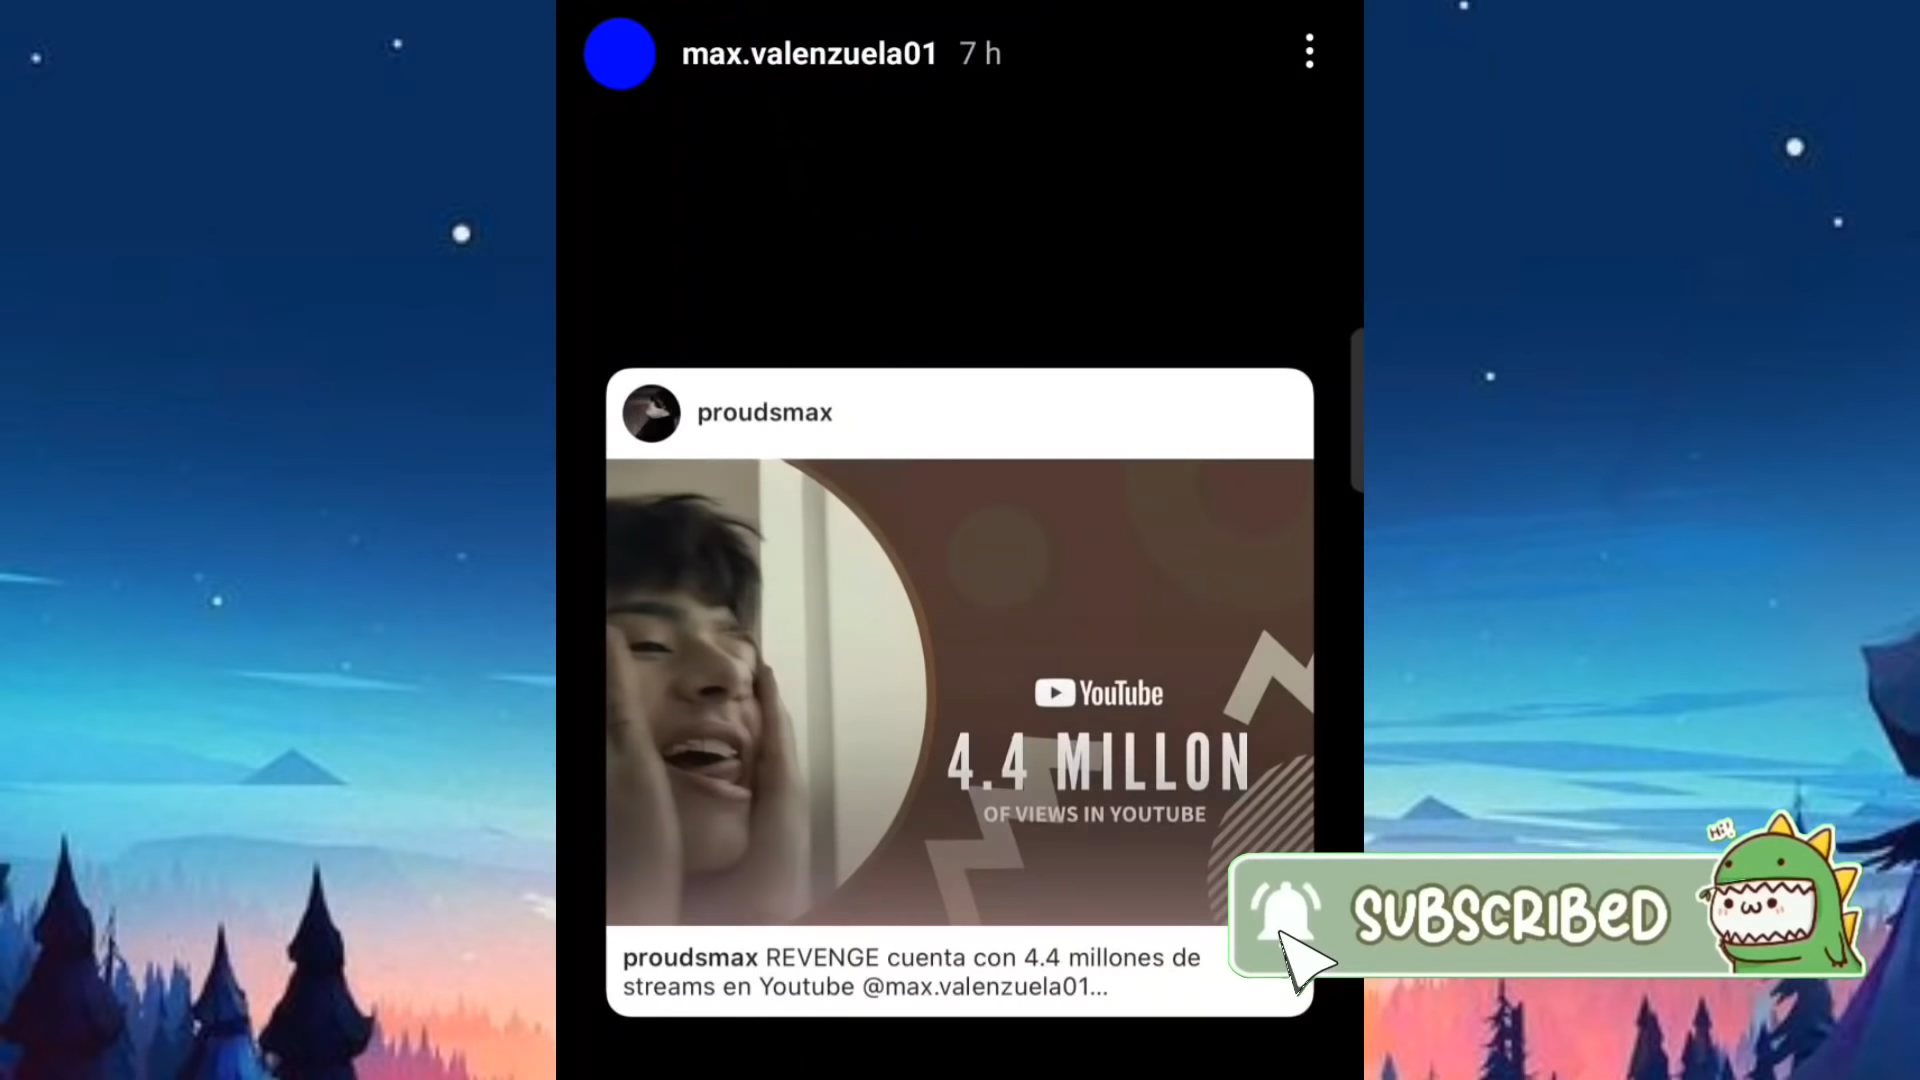 max.valenzuela01 7 h
proudsmax
YouTube
4.4 MILLON
OF VIEWS IN YOUTUBE
proudsmax REVENGE cuenta con 4.4 millones de
streams en Youtube @max.valenzuela01...
Hi!
SUBSCRIBED